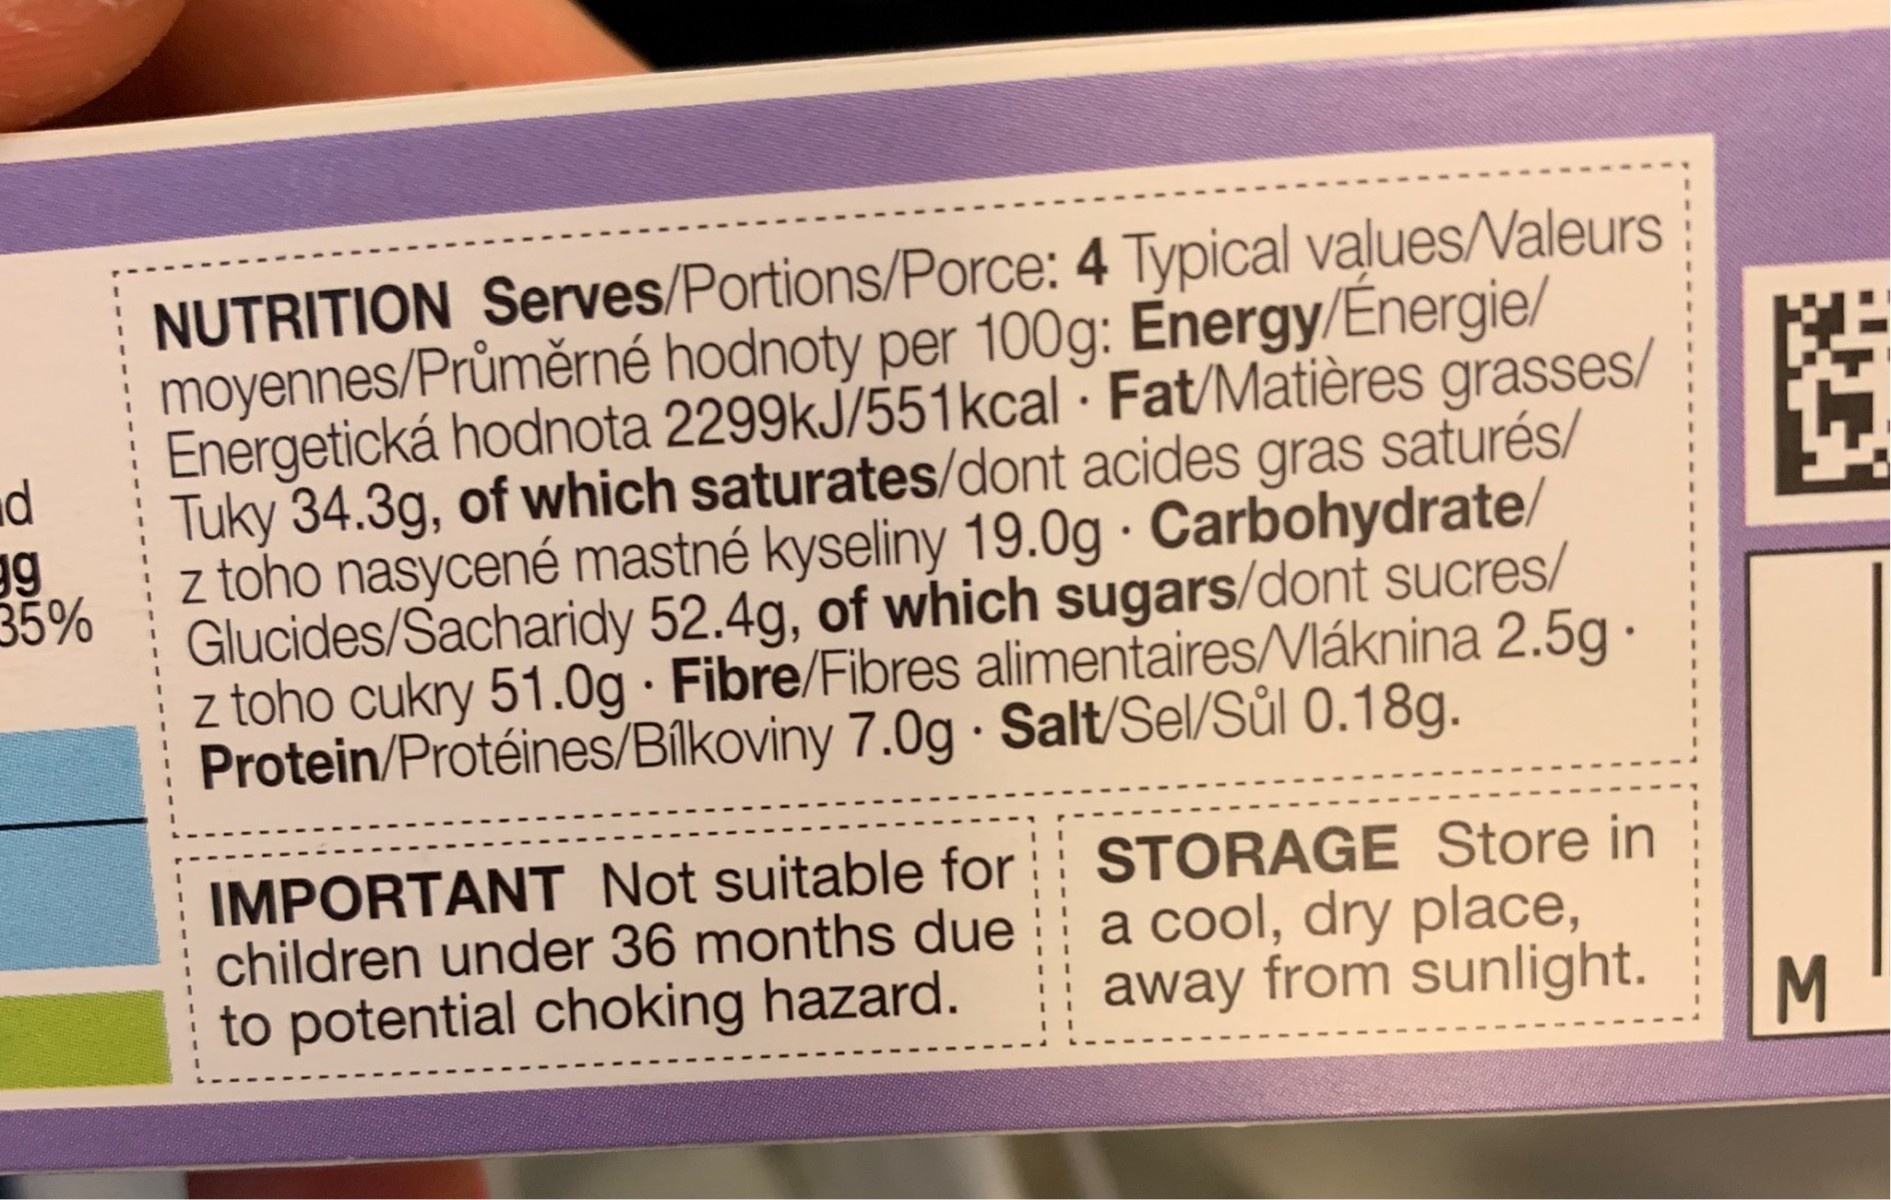 NUTRITION Serves/Portions/Porce: 4 Typical values/Valeurs
moyennes/Průměrné hodnoty per 100g: Energy/Énergie/
Energetická hodnota 2299kJ/551kcal · Fat/Matières grasses/
Tuky 34.3g, of which saturates/dont acides gras saturés/
z toho nasycené mastné kyseliny 19.0g · Carbohydrate/
Glucides/Sacharidy 52.4g, of which sugars/dont sucres/
z toho cukry 51.0g · Fibre/Fibres alimentaires/Vláknina 2.5g ·
Protein/Protéines/Bílkoviny 7.0g · Salt/Sel/Sůl 0.18g.
IMPORTANT Not suitable for
children under 36 months due
to potential choking hazard.
STORAGE Store in
a cool, dry place,
away from sunlight.
35%
M